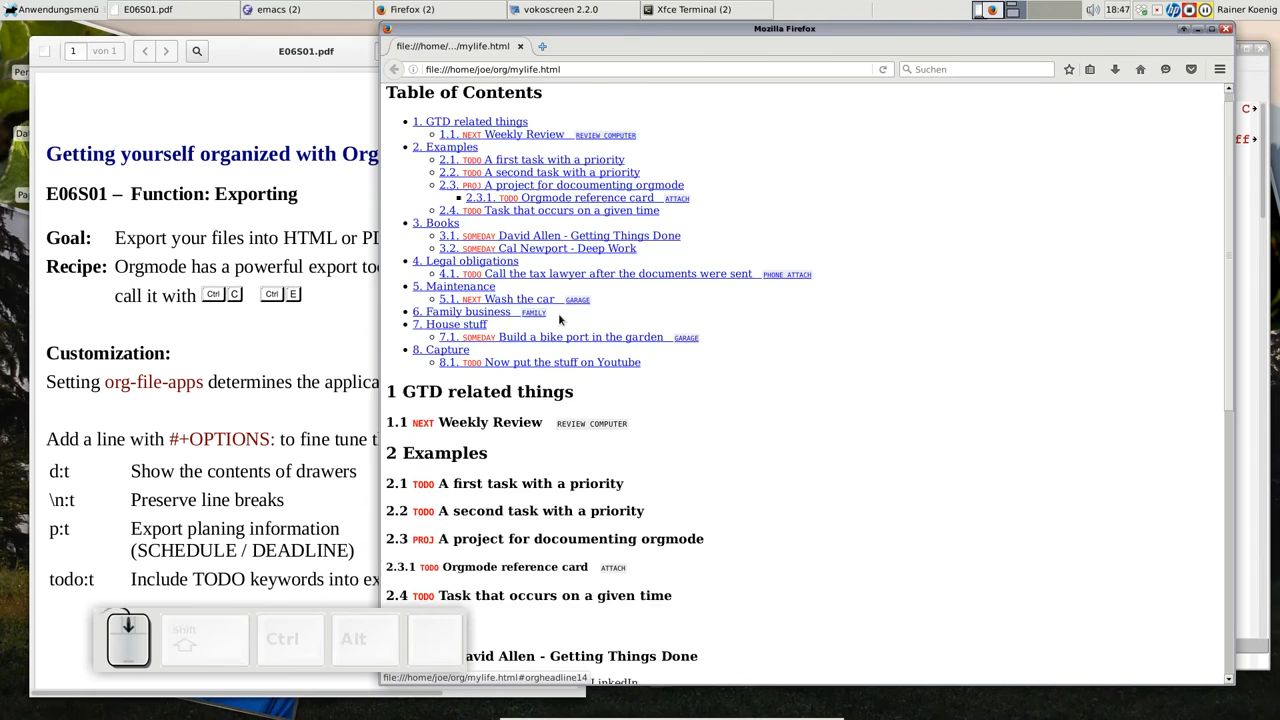 Anwendungsmenü
E06S01.pdf
emacs (2)
Firefox (2)
vokoscreen 2.2.0
Xfce Terminal (2)
18:47
Rainer Koenig
1 von 1
E06S01.pdf
Getting yourself organized with Org
E06S01 – Function: Exporting
Goal: Export your files into HTML or PD
Recipe: Orgmode has a powerful export too
call it with Ctrl C Ctrl E
Customization:
Setting org-file-apps determines the applica
Add a line with #+OPTIONS: to fine tune t
d:t Show the contents of drawers
\n:t Preserve line breaks
p:t Export planing information
(SCHEDULE / DEADLINE)
todo:t Include TODO keywords into ex
Shift
Ctrl
Alt
Mozilla Firefox
file:///home/.../mylife.html
file:///home/joe/org/mylife.html
Suchen
Table of Contents
1. GTD related things
1.1. NEXT Weekly Review REVIEW COMPUTER
2. Examples
2.1. TODO A first task with a priority
2.2. TODO A second task with a priority
2.3. PROJ A project for docoumenting orgmode
2.3.1. TODO Orgmode reference card ATTACH
2.4. TODO Task that occurs on a given time
3. Books
3.1. SOMEDAY David Allen - Getting Things Done
3.2. SOMEDAY Cal Newport - Deep Work
4. Legal obligations
4.1. TODO Call the tax lawyer after the documents were sent PHONE ATTACH
5. Maintenance
5.1. NEXT Wash the car GARAGE
6. Family business FAMILY
7. House stuff
7.1. SOMEDAY Build a bike port in the garden GARAGE
8. Capture
8.1. TODO Now put the stuff on Youtube
1 GTD related things
1.1 NEXT Weekly Review REVIEW COMPUTER
2 Examples
2.1 TODO A first task with a priority
2.2 TODO A second task with a priority
2.3 PROJ A project for docoumenting orgmode
2.3.1 TODO Orgmode reference card ATTACH
2.4 TODO Task that occurs on a given time
avid Allen - Getting Things Done
LinkedIn
file:///home/joe/org/mylife.html#orgheadline14
C
ff